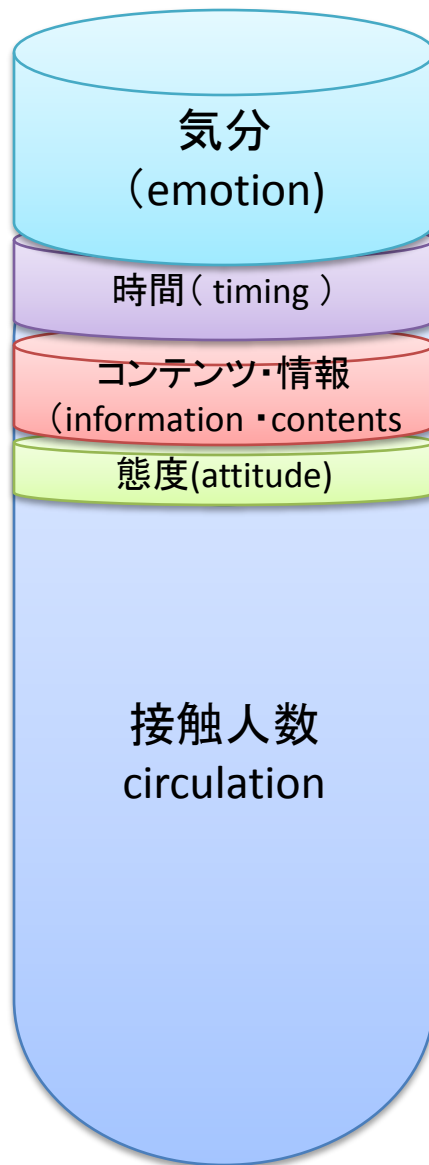 気分
（emotion)
時間( timing ）
コンテンツ・情報
（information ・contents
態度(attitude)
接触人数
circulation